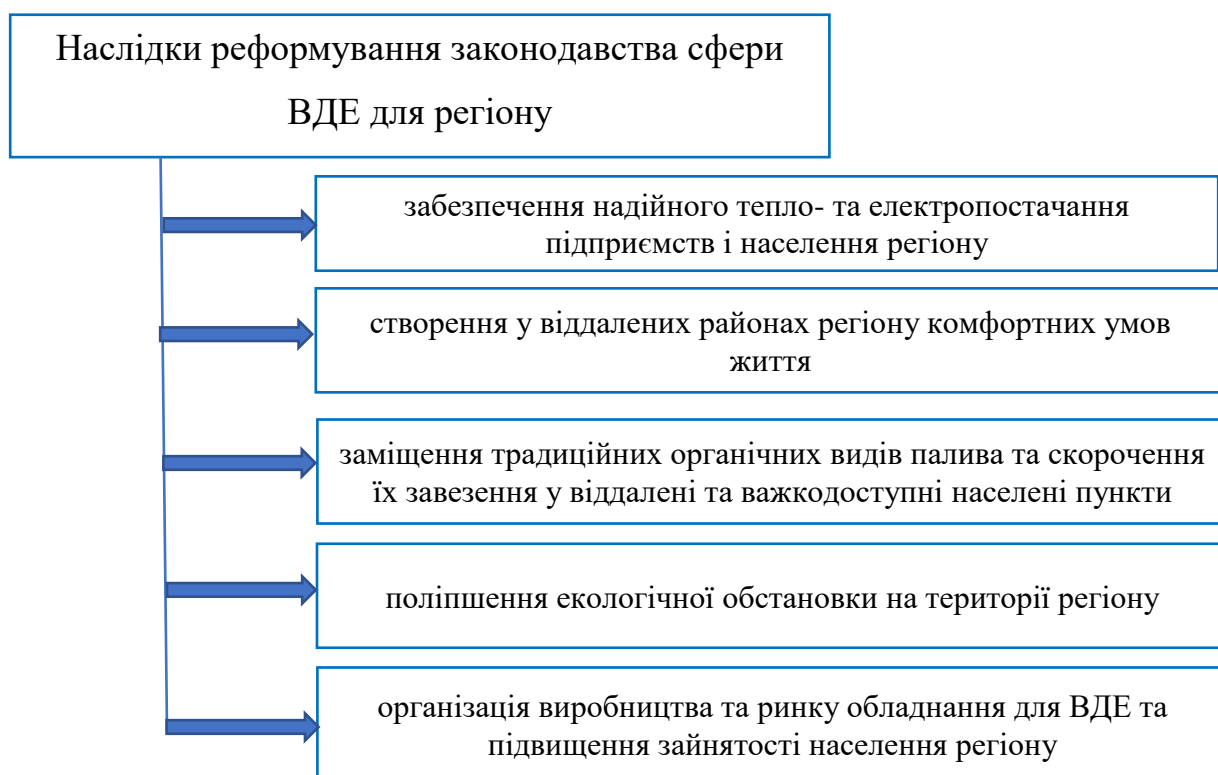 Наслідки реформування законодавства сфери
ВДЕ для регіону
забезпечення надійного тепло- та електропостачання
підприємств і населення регіону
створення у віддалених районах регіону комфортних умов
життя
заміщення традиційних органічних видів палива та скорочення
їх завезення у віддалені та важкодоступні населені пункти
поліпшення екологічної обстановки на території регіону
організація виробництва та ринку обладнання для ВДЕ та
підвищення зайнятості населення регіону